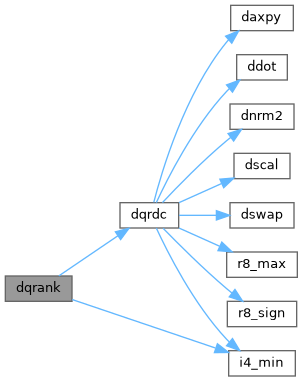 daxpy
ddot
dnrm2
dscal
dqrdc
dswap
r8_max
dqrank
r8_sign
i4_min